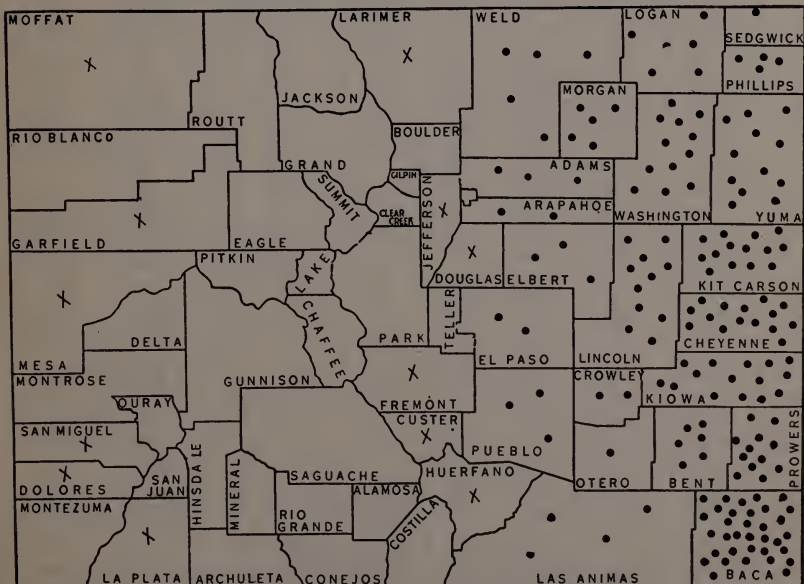 MOFFAT
LARIMER
WELD
LOGAN
SEDGWICK
PHILLIPS
MORGAN
JACKSON
ROUTT
RIO BLANCO
BOULDER
GRAND
ADAMS
GILPIN
SUMMIT
JEFFERSON
CLEAR
CREEK
ARAPAHOE
WASHINGTON
YUMA
GARFIELD
EAGLE
PITKIN
LAKE
DOUGLAS
ELBERT
KIT CARSON
CHAFFEE
TELLER
DELTA
PARK
CHEYENNE
MESA
EL PASO
LINCOLN
MONTROSE
GUNNISON
CROWLEY
OURAY
FREMONT
KIOWA
CUSTER
SAN MIGUEL
PUEBLO
PROWERS
HINSDALE
MINERAL
SAGUACHE
HUERFANO
DOLORES
SAN
JUAN
ALAMOSA
OTERO
BENT
MONTEZUMA
RIO
GRANDE
COSTILLA
LA PLATA
ARCHULETA
CONEJOS
LAS ANIMAS
BACA